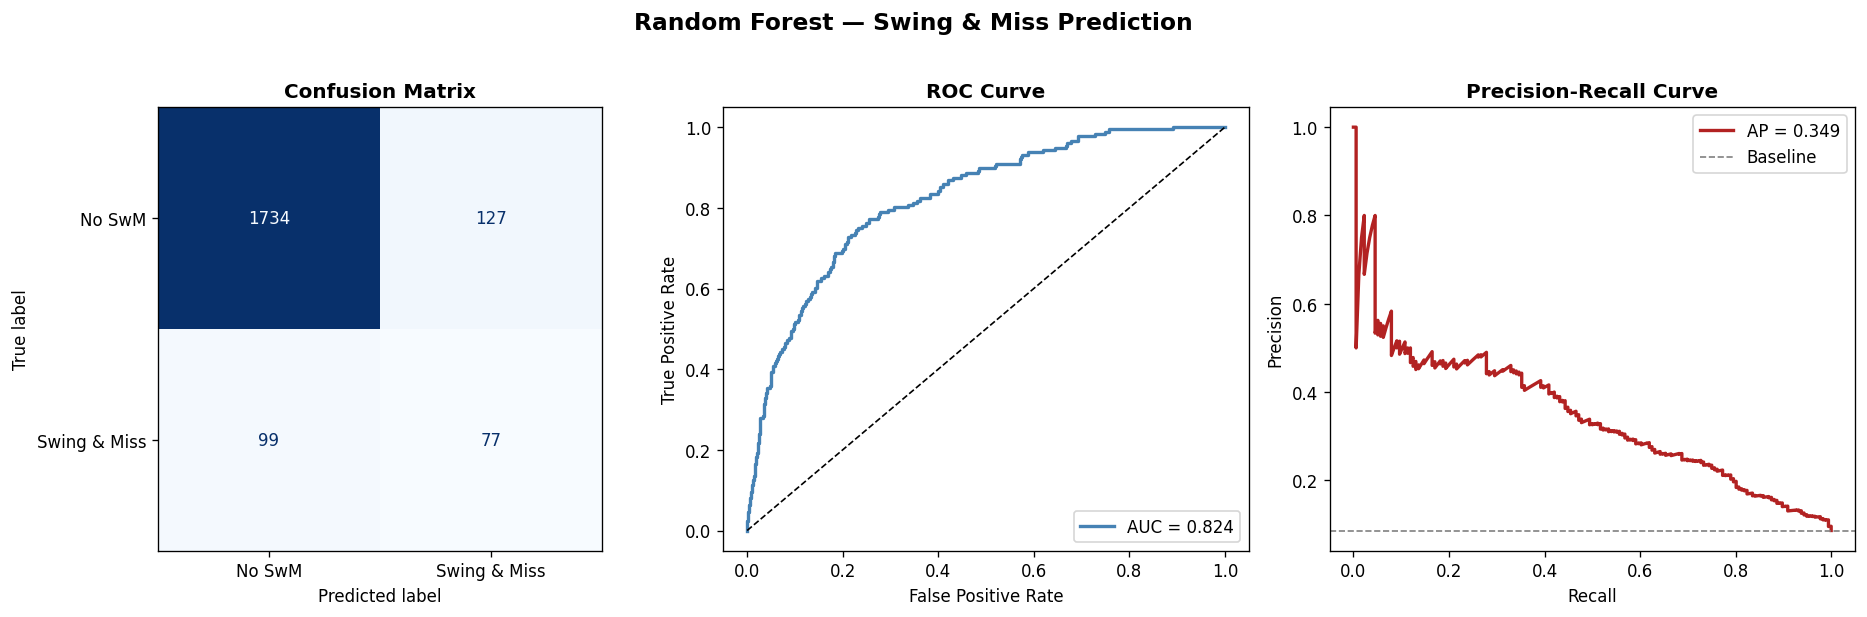 Random Forest — Swing & Miss Prediction
Confusion Matrix
True label
No SwM
Swing & Miss
1734
127
99
77
No SwM
Swing & Miss
Predicted label
ROC Curve
True Positive Rate
1.0
0.8
0.6
0.4
0.2
0.0
AUC = 0.824
0.0
0.2
0.4
0.6
0.8
1.0
False Positive Rate
Precision-Recall Curve
Precision
1.0
0.8
0.6
0.4
0.2
AP = 0.349
Baseline
0.0
0.2
0.4
0.6
0.8
1.0
Recall